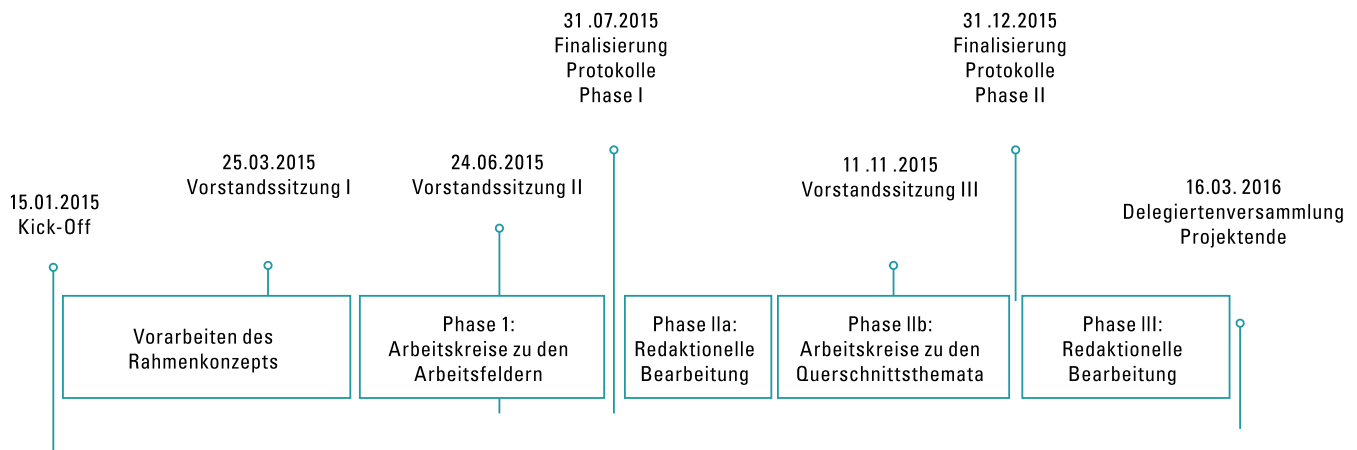 31 .07.2015
Finalisierung
Protokolle
Phase I
31 .12.2015
Finalisierung
Protokolle
Phase II
25.03.2015
Vorstandssitzung I
24.06.2015
Vorstandssitzung II
11 .11 .2015
Vorstandssitzung III
15.01.2015
Kick-Off
16.03. 2016
Delegiertenversammlung
Projektende
Vorarbeiten des
Rahmenkonzepts
Phase 1:
Arbeitskreise zu den
Arbeitsfeldern
Phase IIa:
Redaktionelle
Bearbeitung
Phase IIb:
Arbeitskreise zu den
Querschnittsthemata
Phase III:
Redaktionelle
Bearbeitung